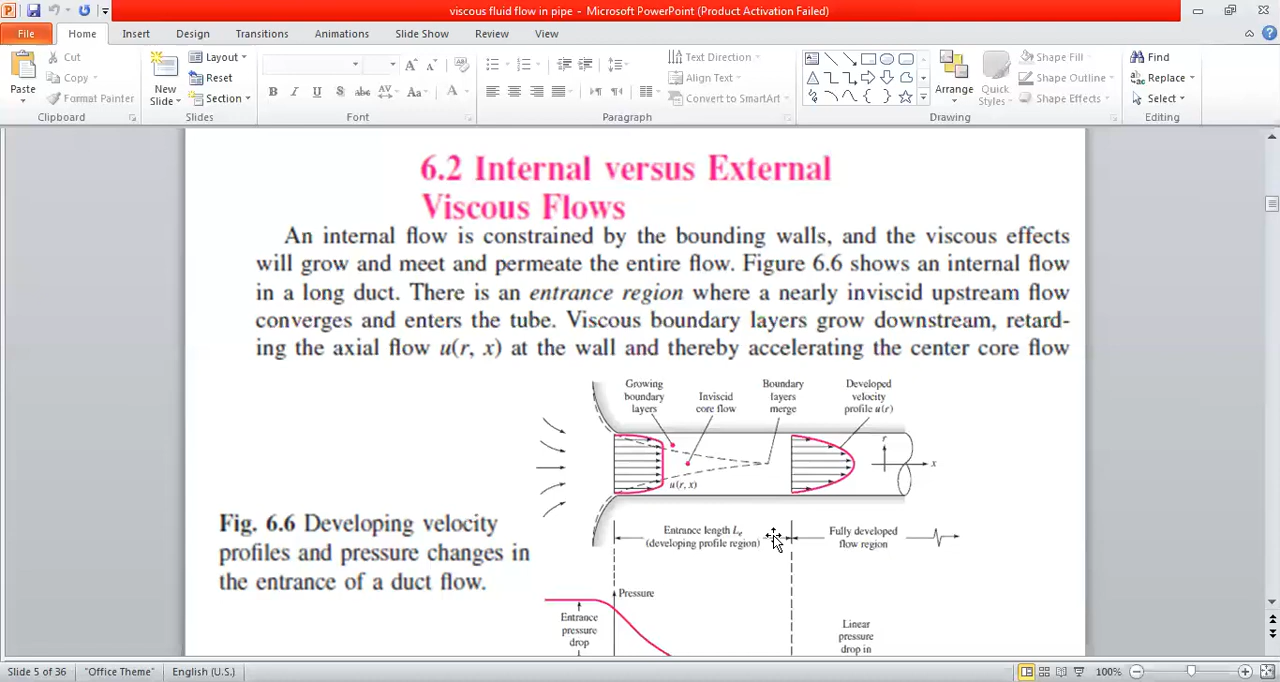 viscous fluid flow in pipe - Microsoft PowerPoint (Product Activation Failed)
File Home Insert Design Transitions Animations Slide Show Review View
Cut
Copy
Format Painter
Paste
Clipboard
New
Slide
Layout
Reset
Section
Slides
B I U S abc AV Aa A
Font
Text Direction
Align Text
Convert to SmartArt
Paragraph
Arrange
Quick
Styles
Shape Fill
Shape Outline
Shape Effects
Drawing
Find
Replace
Select
Editing
6.2 Internal versus External
Viscous Flows
An internal flow is constrained by the bounding walls, and the viscous effects
will grow and meet and permeate the entire flow. Figure 6.6 shows an internal flow
in a long duct. There is an entrance region where a nearly inviscid upstream flow
converges and enters the tube. Viscous boundary layers grow downstream, retard-
ing the axial flow u(r, x) at the wall and thereby accelerating the center core flow
Growing
boundary
layers
Inviscid
core flow
Boundary
layers
merge
Developed
velocity
profile u(r)
r
x
u(r, x)
Entrance length Le
(developing profile region)
Fully developed
flow region
Fig. 6.6 Developing velocity
profiles and pressure changes in
the entrance of a duct flow.
Pressure
Entrance
pressure
drop
Linear
pressure
drop in
Slide 5 of 36
"Office Theme"
English (U.S.)
100%